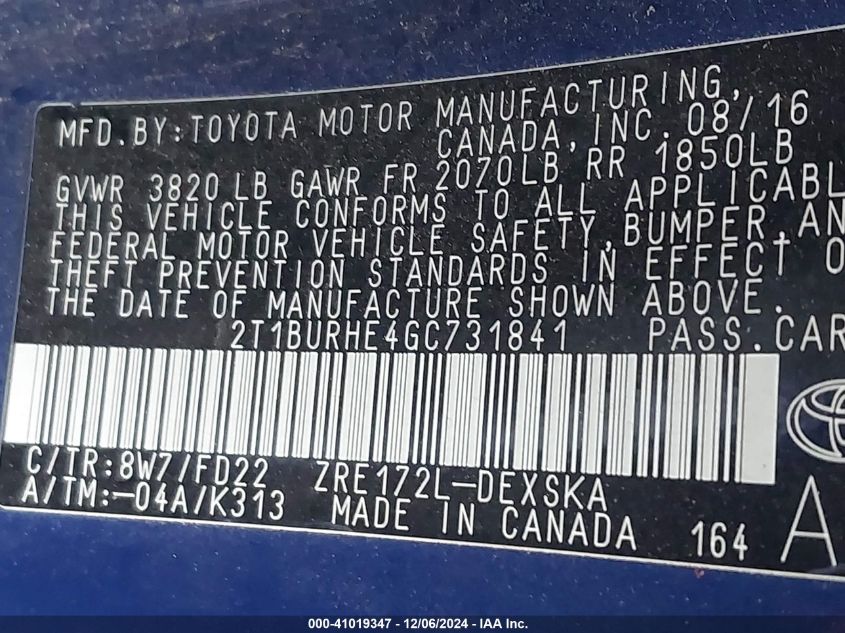 MFD.BY:TOYOTA MOTOR MANUFACTURING,
CANADA, INC. 08/16
GVWR 3820 LB GAWR FR 2070LB RR 1850LB
THIS VEHICLE CONFORMS TO ALL APPLICABL
FEDERAL MOTOR VEHICLE SAFETY, BUMPER, AN
THEFT PREVENTION STANDARDS IN EFFECT O
THE DATE OF MANUFACTURE SHOWN ABOVE.
2T1BURHE4GC731841 PASS.CAR
C/TR:8W7/FD22 ZRE172L-DEXSKA
A/TM:-04A/K313 MADE IN CANADA 164 A
000-41019347 - 12/06/2024 - IAA Inc.